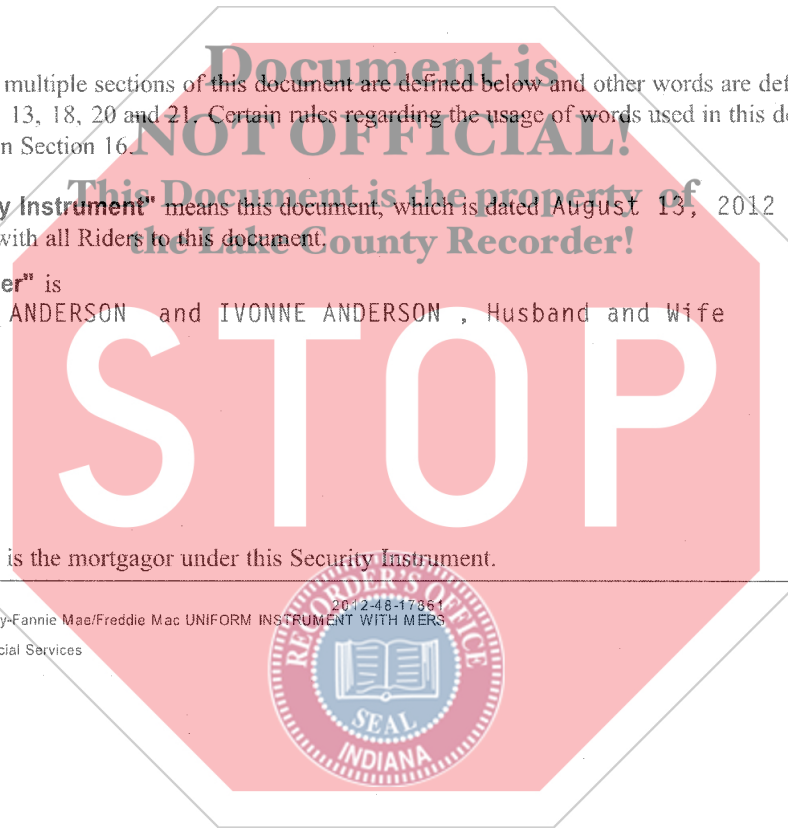 Document is
multiple sections of this document are defined below and other words are def
13, 18, 20 and 21. Certain rules regarding the usage of words used in this d
NOT OFFICIAL!
n Section 16.
This Document is the property of
y Instrument" means this document, which is dated August 13, 2012
with all Riders to this document.
the Lake County Recorder!
er" is
ANDERSON and IVONNE ANDERSON , Husband and Wife
STOP
is the mortgagor under this Security Instrument.
2012-48-17861
y-Fannie Mae/Freddie Mac UNIFORM INSTRUMENT WITH MERS
cial Services
RECORDER'S OFFICE
SEAL
INDIANA